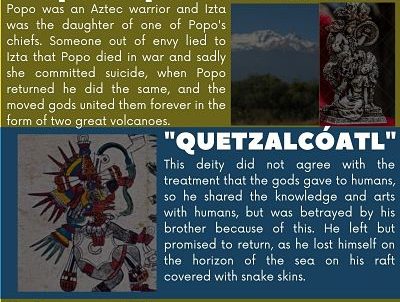 Popo was an Aztec warrior and Izta
was the daughter of one of Popo's
chiefs. Someone out of envy lied to
Izta that Popo died in war and sadly
she committed suicide, when Popo
returned he did the same, and the
moved gods united them forever in the
form of two great volcanoes.
"QUETZALCÓATL"
This deity did not agree with the
treatment that the gods gave to humans,
so he shared the knowledge and arts
with humans, but was betrayed by his
brother because of this. He left but
promised to return, as he lost himself on
the horizon of the sea on his raft
covered with snake skins.